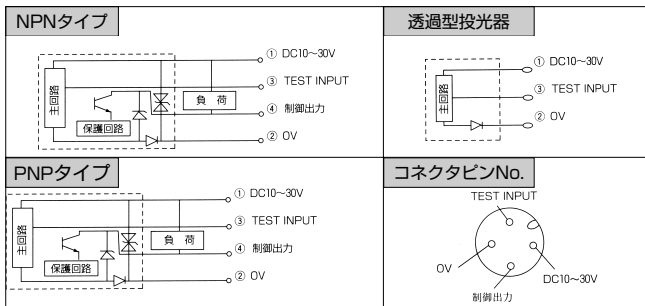 NPNタイプ
① DC10～30V
③ TEST INPUT
④ 制御出力
② 0V
主回路
保護回路
負 荷
透過型投光器
① DC10～30V
③ TEST INPUT
② 0V
主回路
PNPタイプ
① DC10～30V
③ TEST INPUT
④ 制御出力
② 0V
主回路
保護回路
負 荷
コネクタピンNo.
TEST INPUT
0V
DC10～30V
制御出力